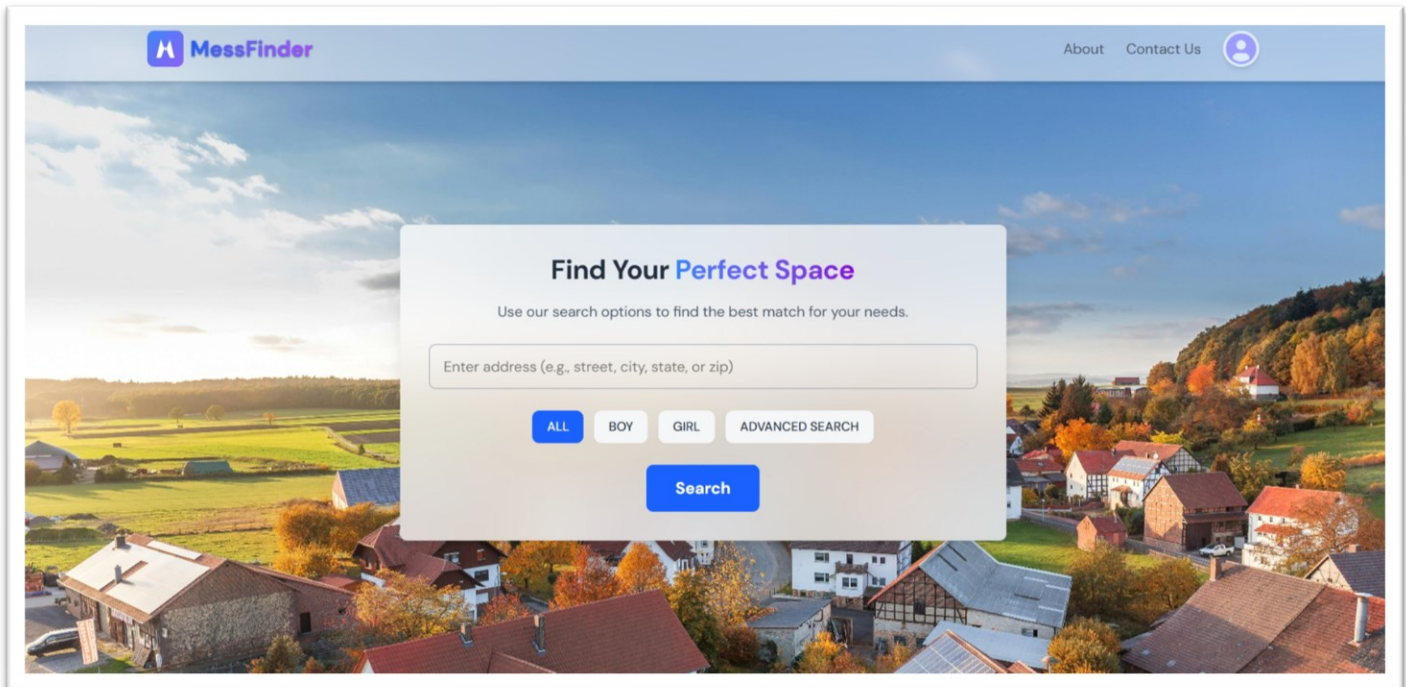 MessFinder
About Contact Us
Find Your Perfect Space
Use our search options to find the best match for your needs.
Enter address (e.g., street, city, state, or zip)
ALL BOY GIRL ADVANCED SEARCH
Search